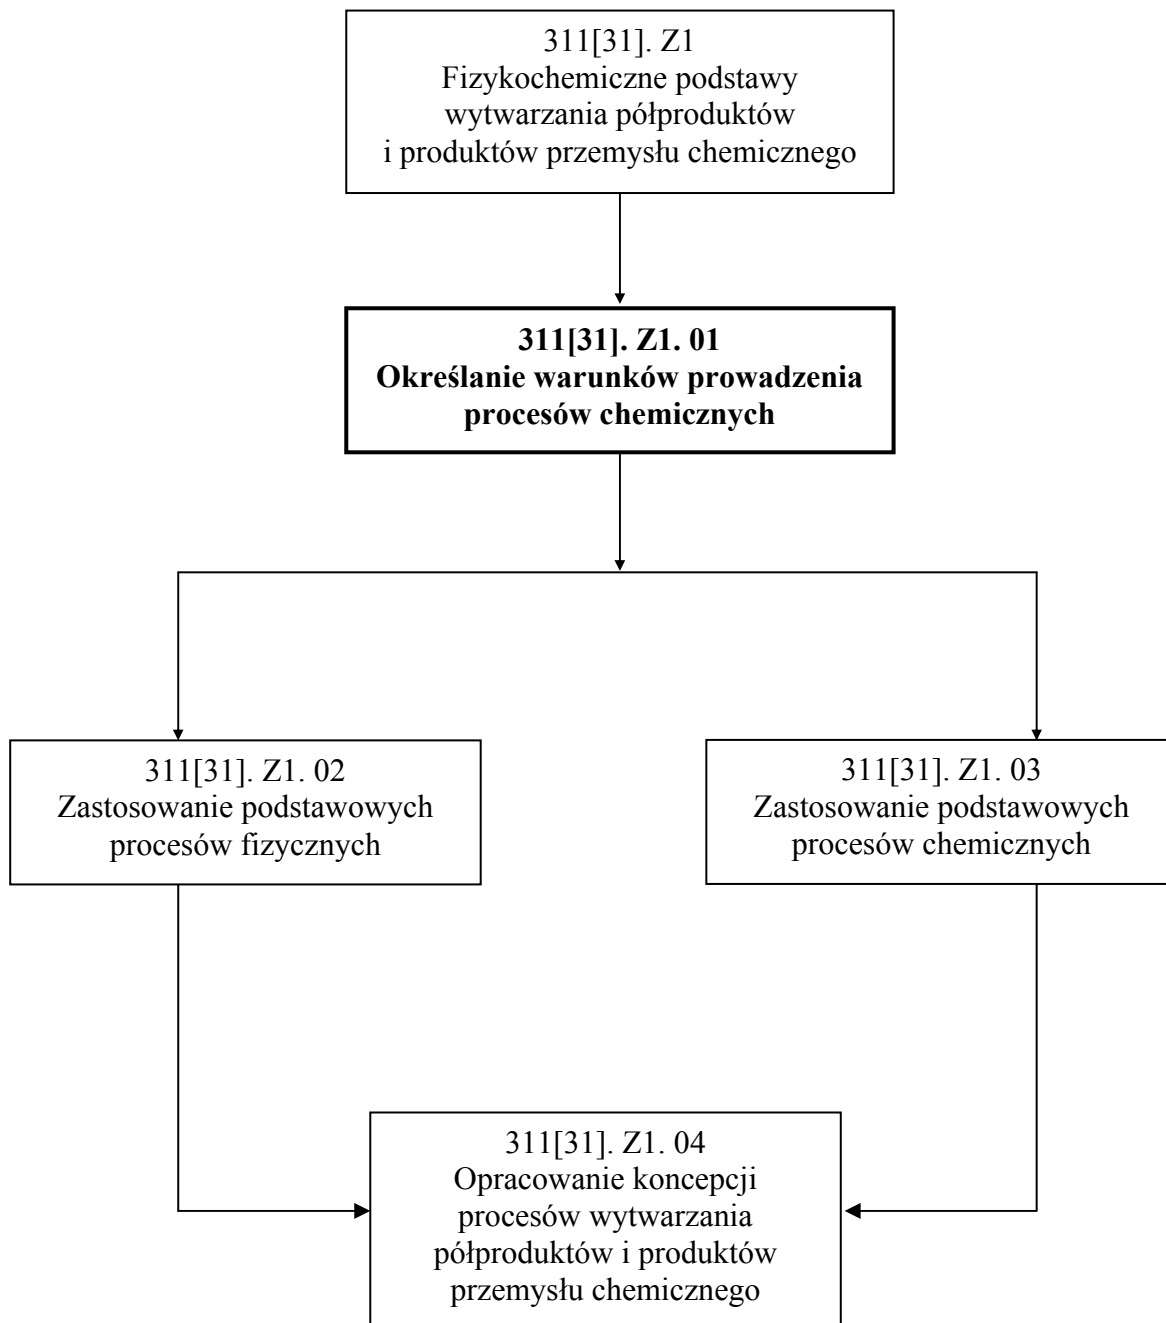 311[31]. Z1
Fizykochemiczne podstawy
wytwarzania półproduktów
i produktów przemysłu chemicznego
311[31]. Z1. 01
Określanie warunków prowadzenia
procesów chemicznych
311[31]. Z1. 02
Zastosowanie podstawowych
procesów fizycznych
311[31]. Z1. 03
Zastosowanie podstawowych
procesów chemicznych
311[31]. Z1. 04
Opracowanie koncepcji
procesów wytwarzania
półproduktów i produktów
przemysłu chemicznego